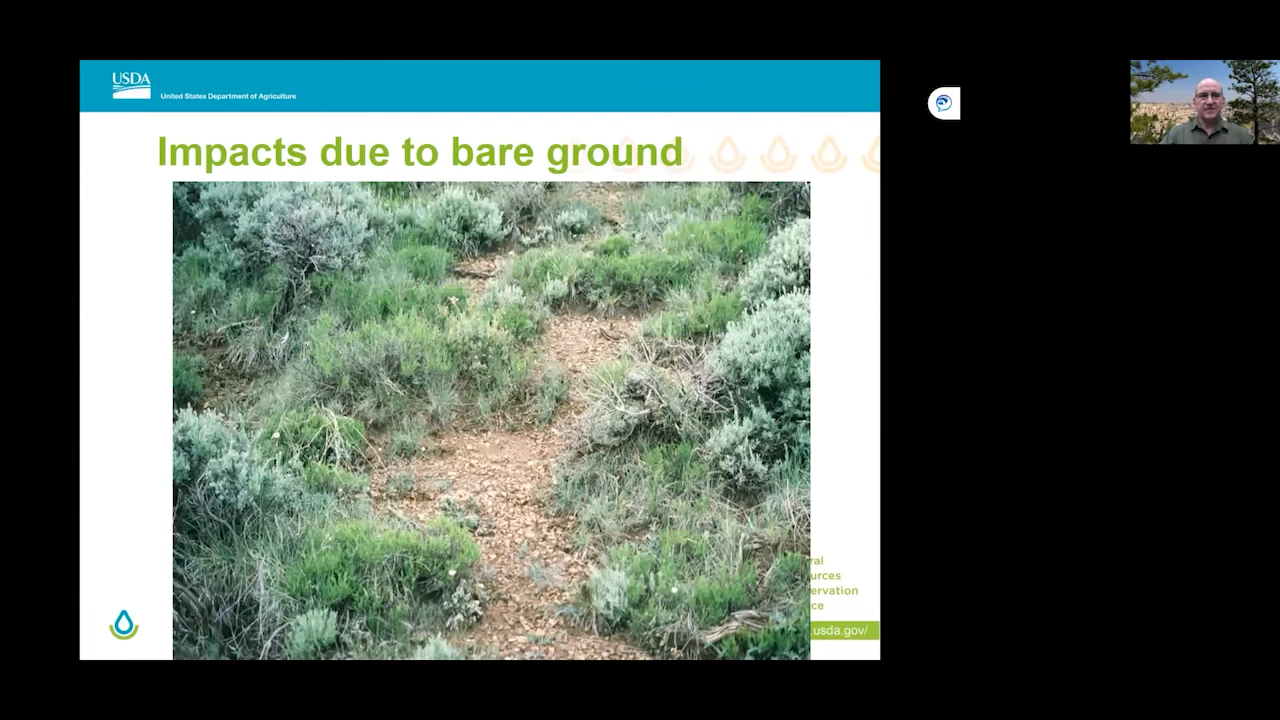 USDA
United States Department of Agriculture
Impacts due to bare ground
ral
urces
ervation
ce
.usda.gov/